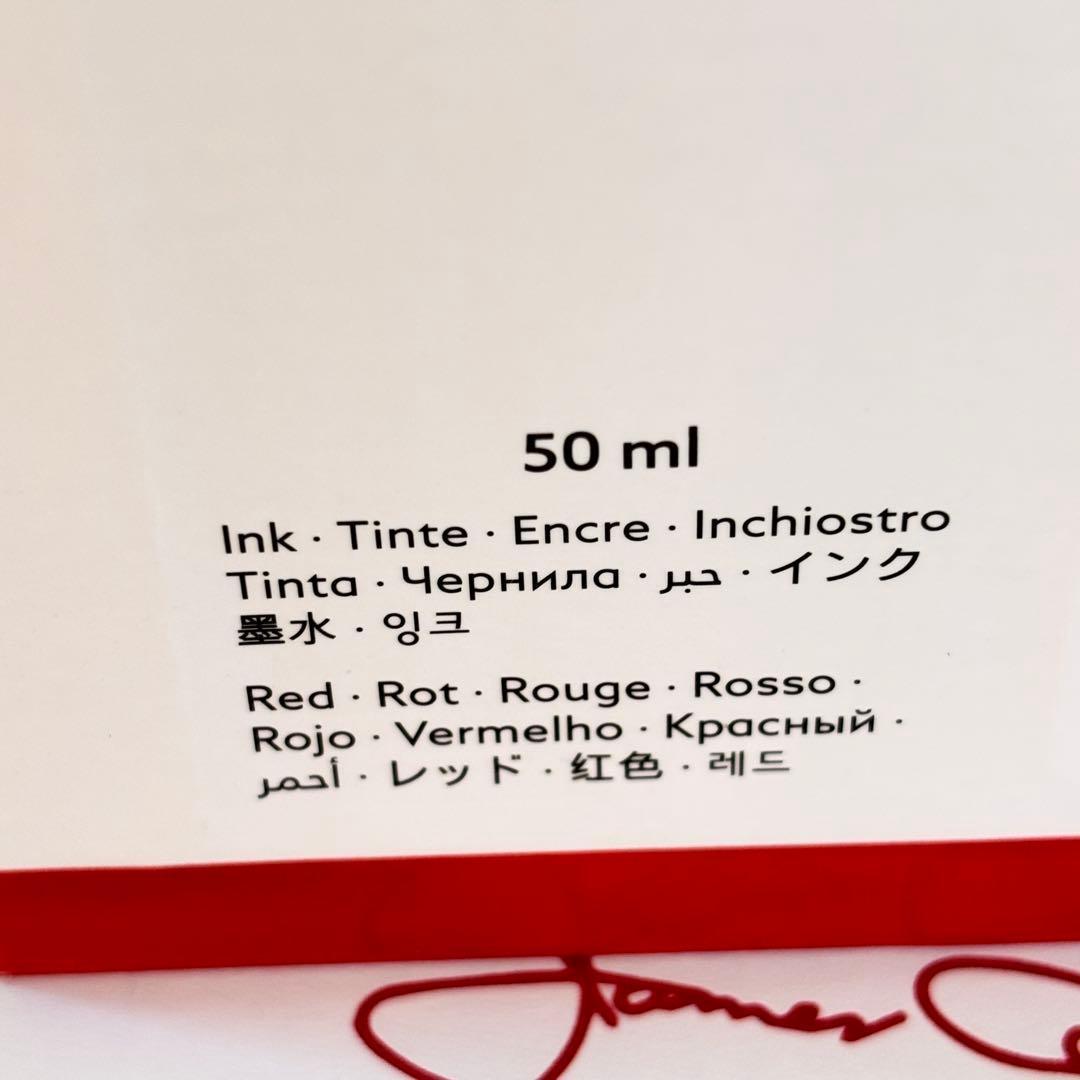 50 ml
Ink · Tinte · Encre · Inchiostro
Tinta · Чернила · حبر · インク
墨水 · 잉크
Red · Rot · Rouge · Rosso ·
Rojo · Vermelho · Красный ·
أحمر · レッド · 红色 · 레드
James